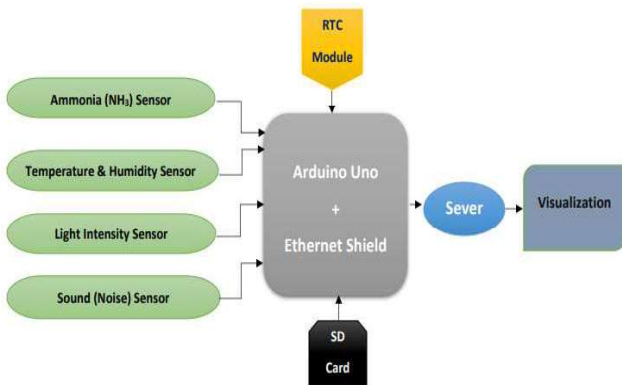 RTC
Module
Ammonia (NH₃) Sensor
Temperature & Humidity Sensor
Light Intensity Sensor
Sound (Noise) Sensor
Arduino Uno
+
Ethernet Shield
Sever
Visualization
SD
Card